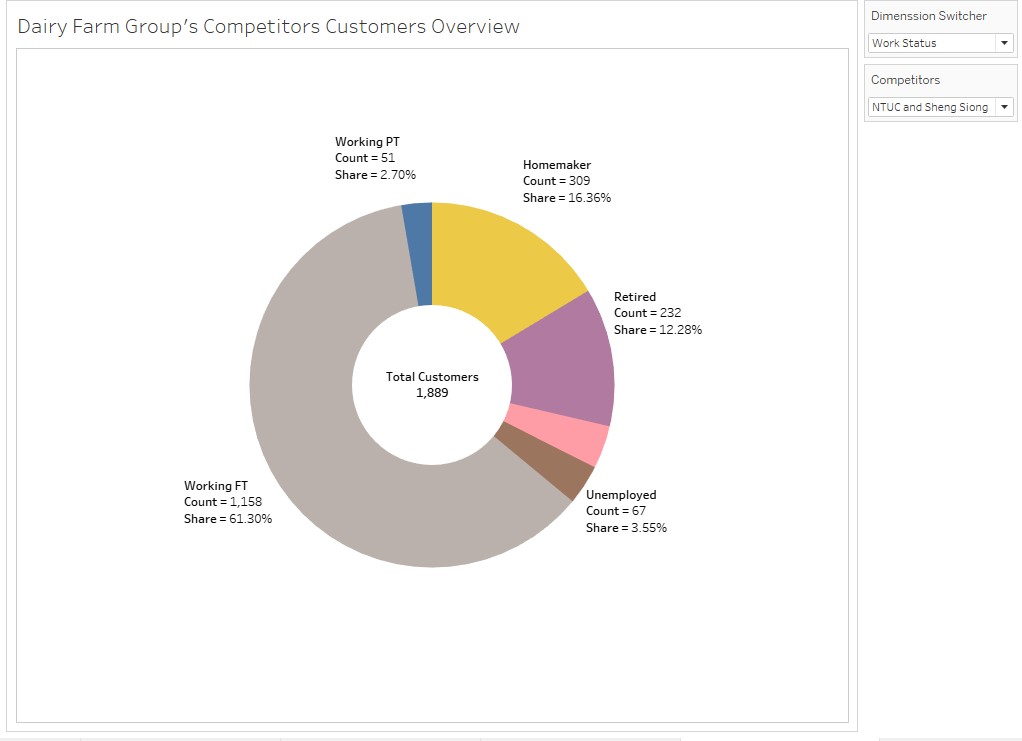 Dairy Farm Group's Competitors Customers Overview
Dimenssion Switcher
Work Status
Competitors
NTUC and Sheng Siong
Working PT
Count = 51
Share = 2.70%
Homemaker
Count = 309
Share = 16.36%
Retired
Count = 232
Share = 12.28%
Total Customers
1,889
Working FT
Count = 1,158
Share = 61.30%
Unemployed
Count = 67
Share = 3.55%